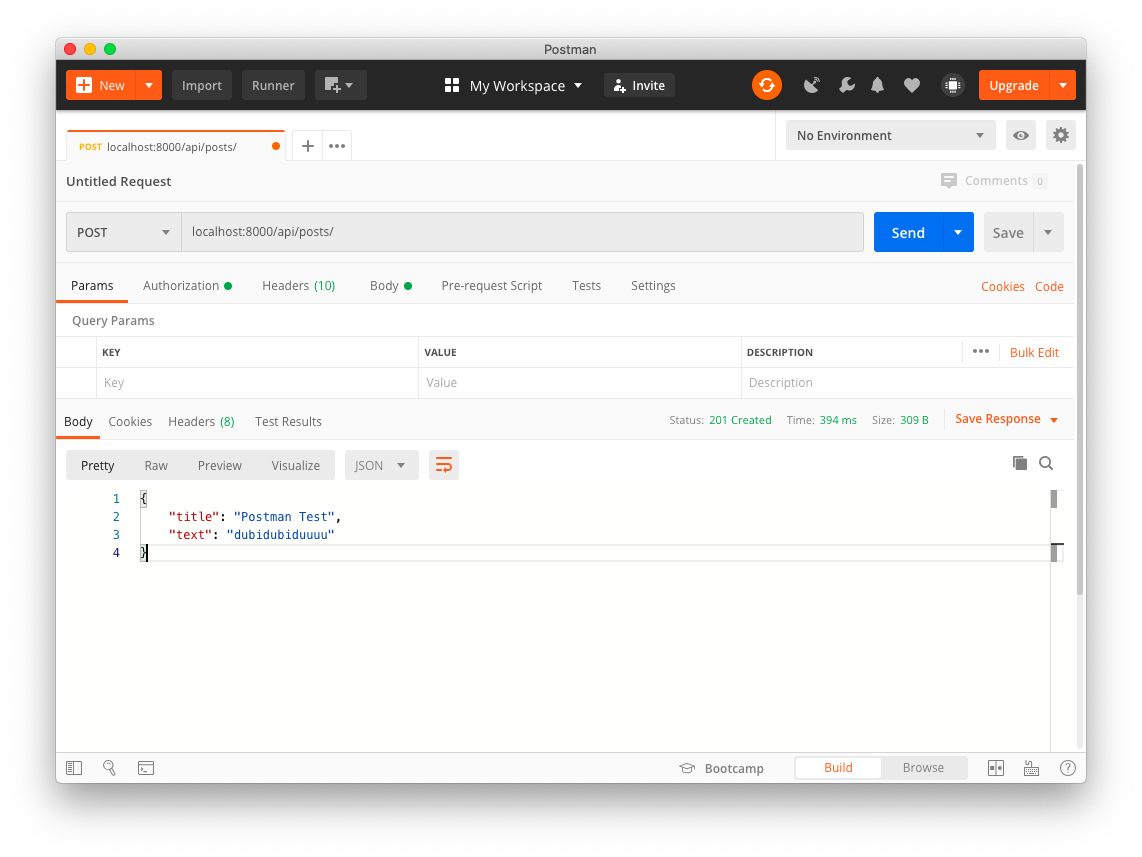 Postman
New Import Runner My Workspace Invite Upgrade
POST localhost:8000/api/posts/ No Environment
Untitled Request Comments 0
POST localhost:8000/api/posts/ Send Save
Params Authorization Headers (10) Body Pre-request Script Tests Settings Cookies Code
Query Params
KEY VALUE DESCRIPTION ••• Bulk Edit
Key Value Description
Body Cookies Headers (8) Test Results Status: 201 Created Time: 394 ms Size: 309 B Save Response
Pretty Raw Preview Visualize JSON
1 {
2 "title": "Postman Test",
3 "text": "dubidubiduuuu"
4 }
Bootcamp Build Browse